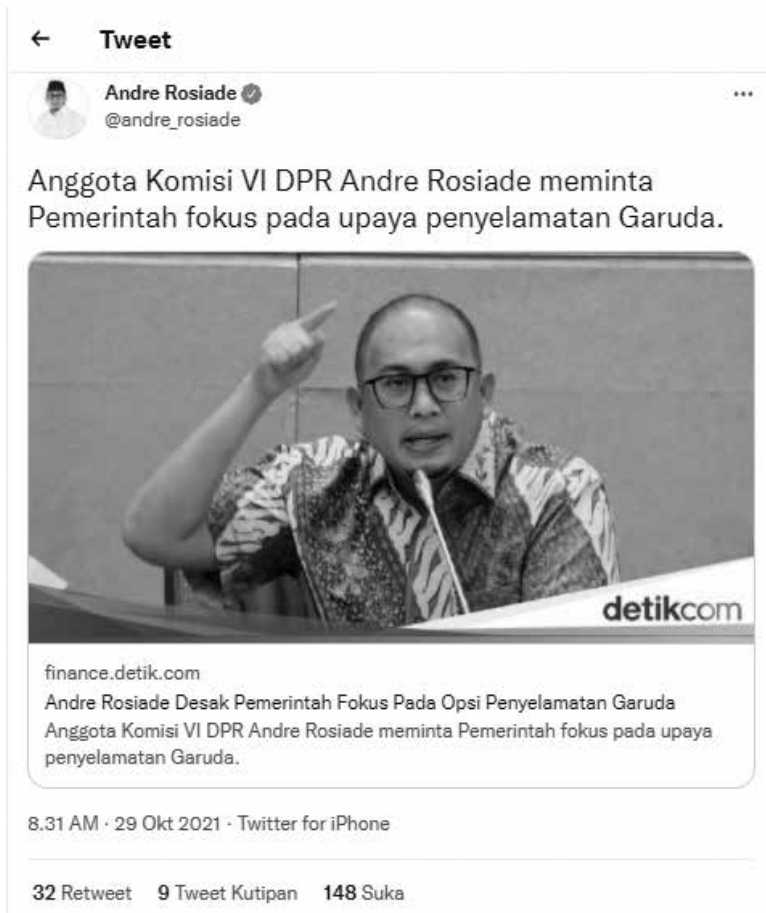 Tweet
Andre Rosiade
@andre_rosiade
Anggota Komisi VI DPR Andre Rosiade meminta
Pemerintah fokus pada upaya penyelamatan Garuda.
detikcom
finance.detik.com
Andre Rosiade Desak Pemerintah Fokus Pada Opsi Penyelamatan Garuda
Anggota Komisi VI DPR Andre Rosiade meminta Pemerintah fokus pada upaya
penyelamatan Garuda.
8.31 AM · 29 Okt 2021 · Twitter for iPhone
32 Retweet 9 Tweet Kutipan 148 Suka